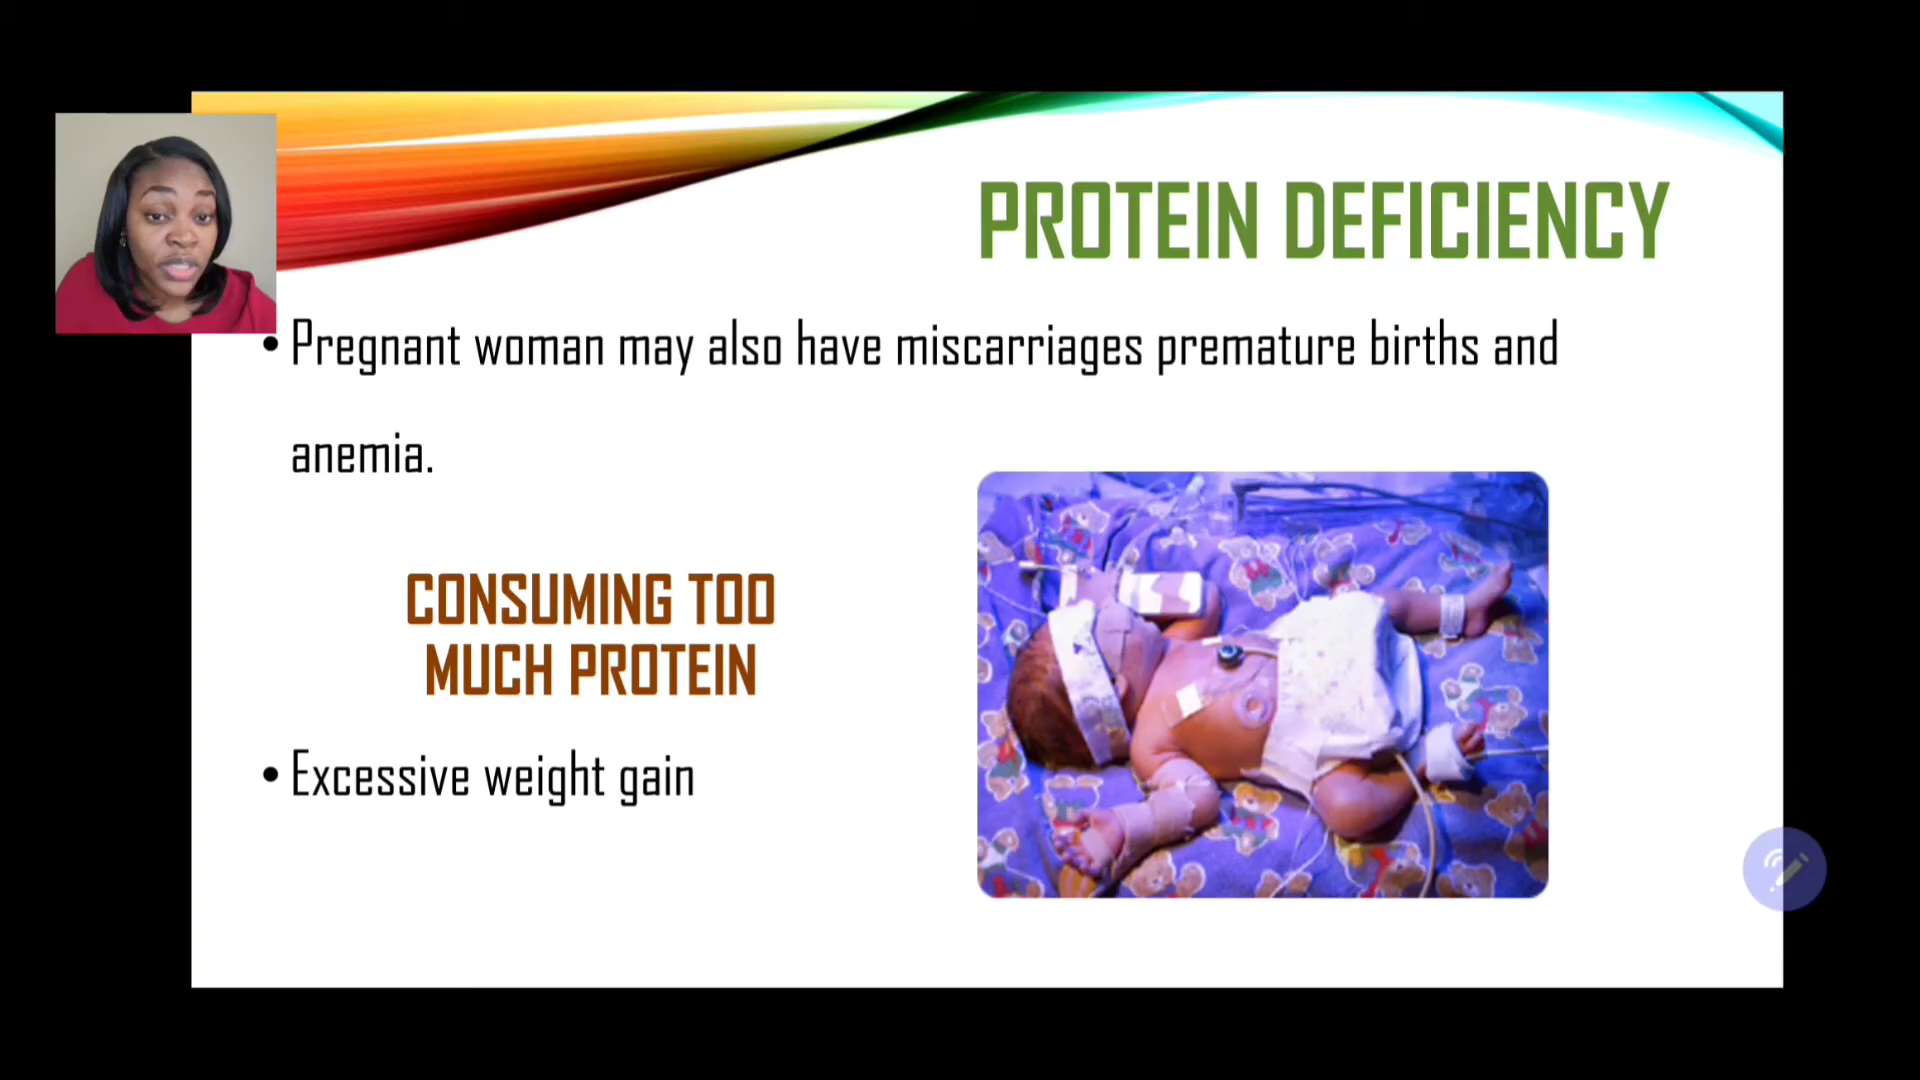 PROTEIN DEFICIENCY
• Pregnant woman may also have miscarriages premature births and
anemia.
CONSUMING TOO
MUCH PROTEIN
• Excessive weight gain